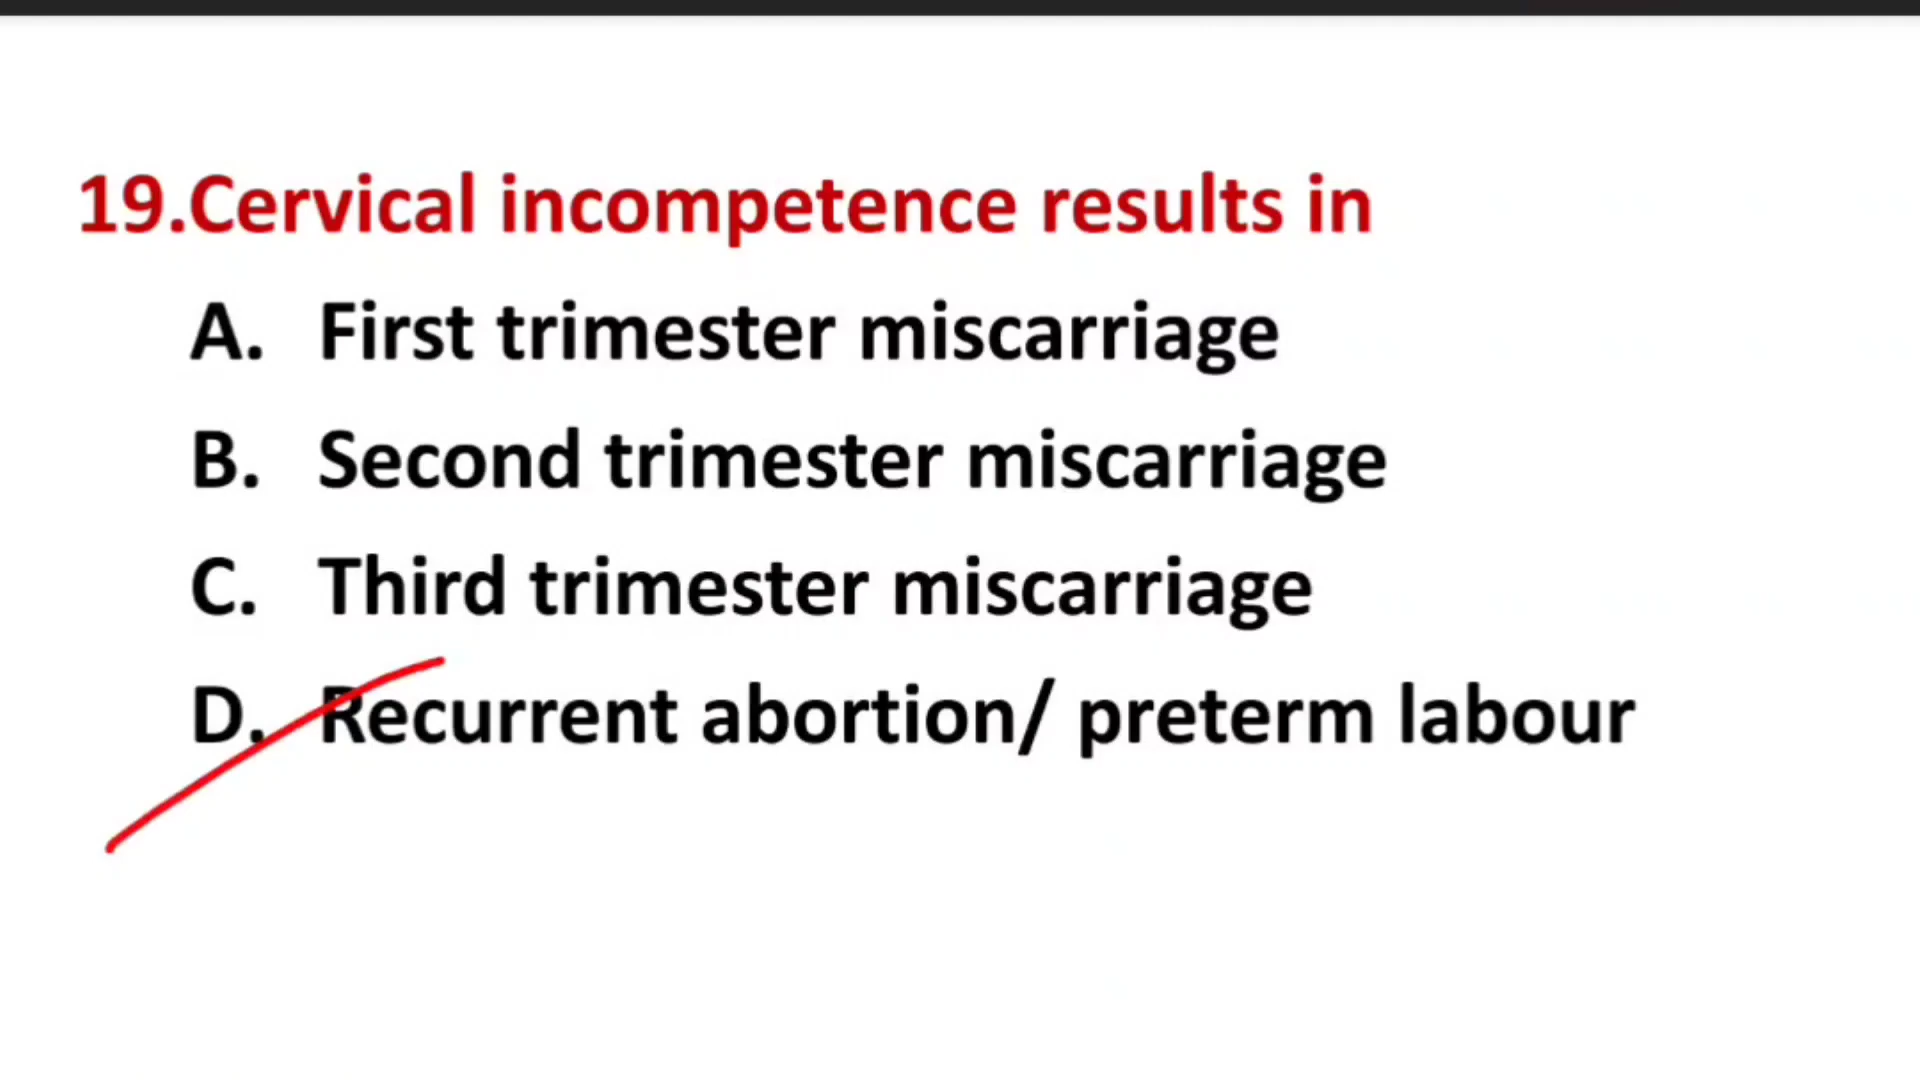 19.Cervical incompetence results in
A. First trimester miscarriage
B. Second trimester miscarriage
C. Third trimester miscarriage
D. Recurrent abortion/ preterm labour